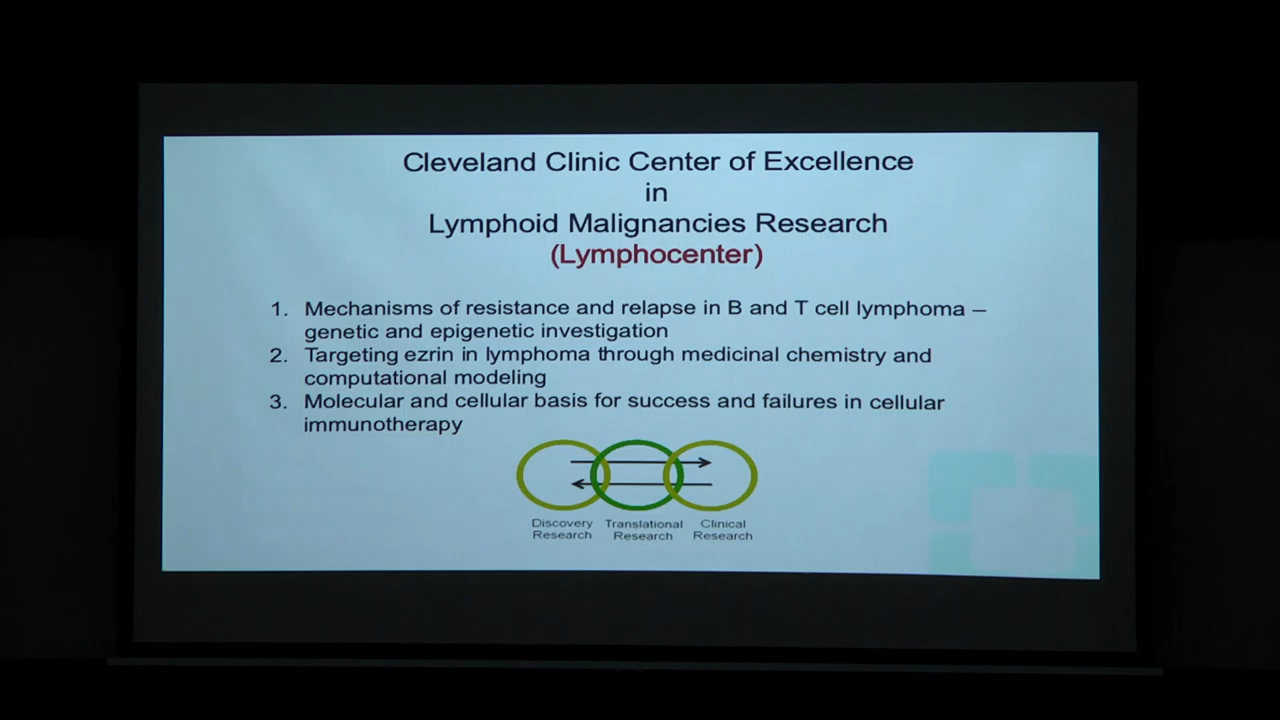 Cleveland Clinic Center of Excellence
in
Lymphoid Malignancies Research
(Lymphocenter)
1. Mechanisms of resistance and relapse in B and T cell lymphoma –
genetic and epigenetic investigation
2. Targeting ezrin in lymphoma through medicinal chemistry and
computational modeling
3. Molecular and cellular basis for success and failures in cellular
immunotherapy
Discovery Research
Translational Research
Clinical Research